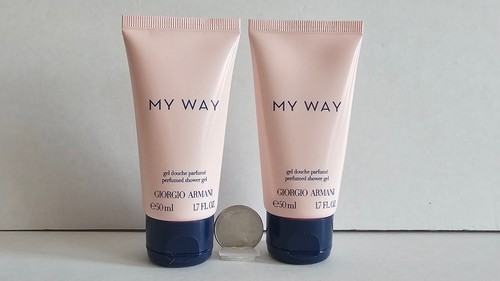 MY WAY
gel douche parfumé
perfumed shower gel
GIORGIO ARMANI
℮50 ml 1.7 FL. OZ.
MY WAY
gel douche parfumé
perfumed shower gel
GIORGIO ARMANI
℮50 ml 1.7 FL. OZ.